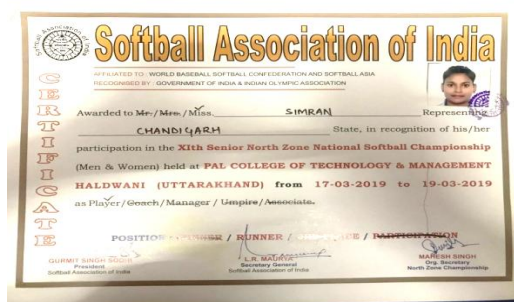 Softball Association of India
AFFILIATED TO : WORLD BASEBALL SOFTBALL CONFEDERATION AND SOFTBALL ASIA
RECOGNISED BY : GOVERNMENT OF INDIA & INDIAN OLYMPIC ASSOCIATION
CERTIFICATE
Awarded to Mr./Mrs./Miss. SIMRAN Representing
CHANDIGARH State, in recognition of his/her
participation in the XIth Senior North Zone National Softball Championship
(Men & Women) held at PAL COLLEGE OF TECHNOLOGY & MANAGEMENT
HALDWANI (UTTARAKHAND) from 17-03-2019 to 19-03-2019
as Player/Coach/Manager / Umpire/Associate.
POSITION : WINNER / RUNNER / PLACE / PARTICIPATION
GURMIT SINGH
President
Softball Association of India
L.R. MAURYA
Secretary General
Softball Association of India
MARESH SINGH
Org. Secretary
North Zone Championship